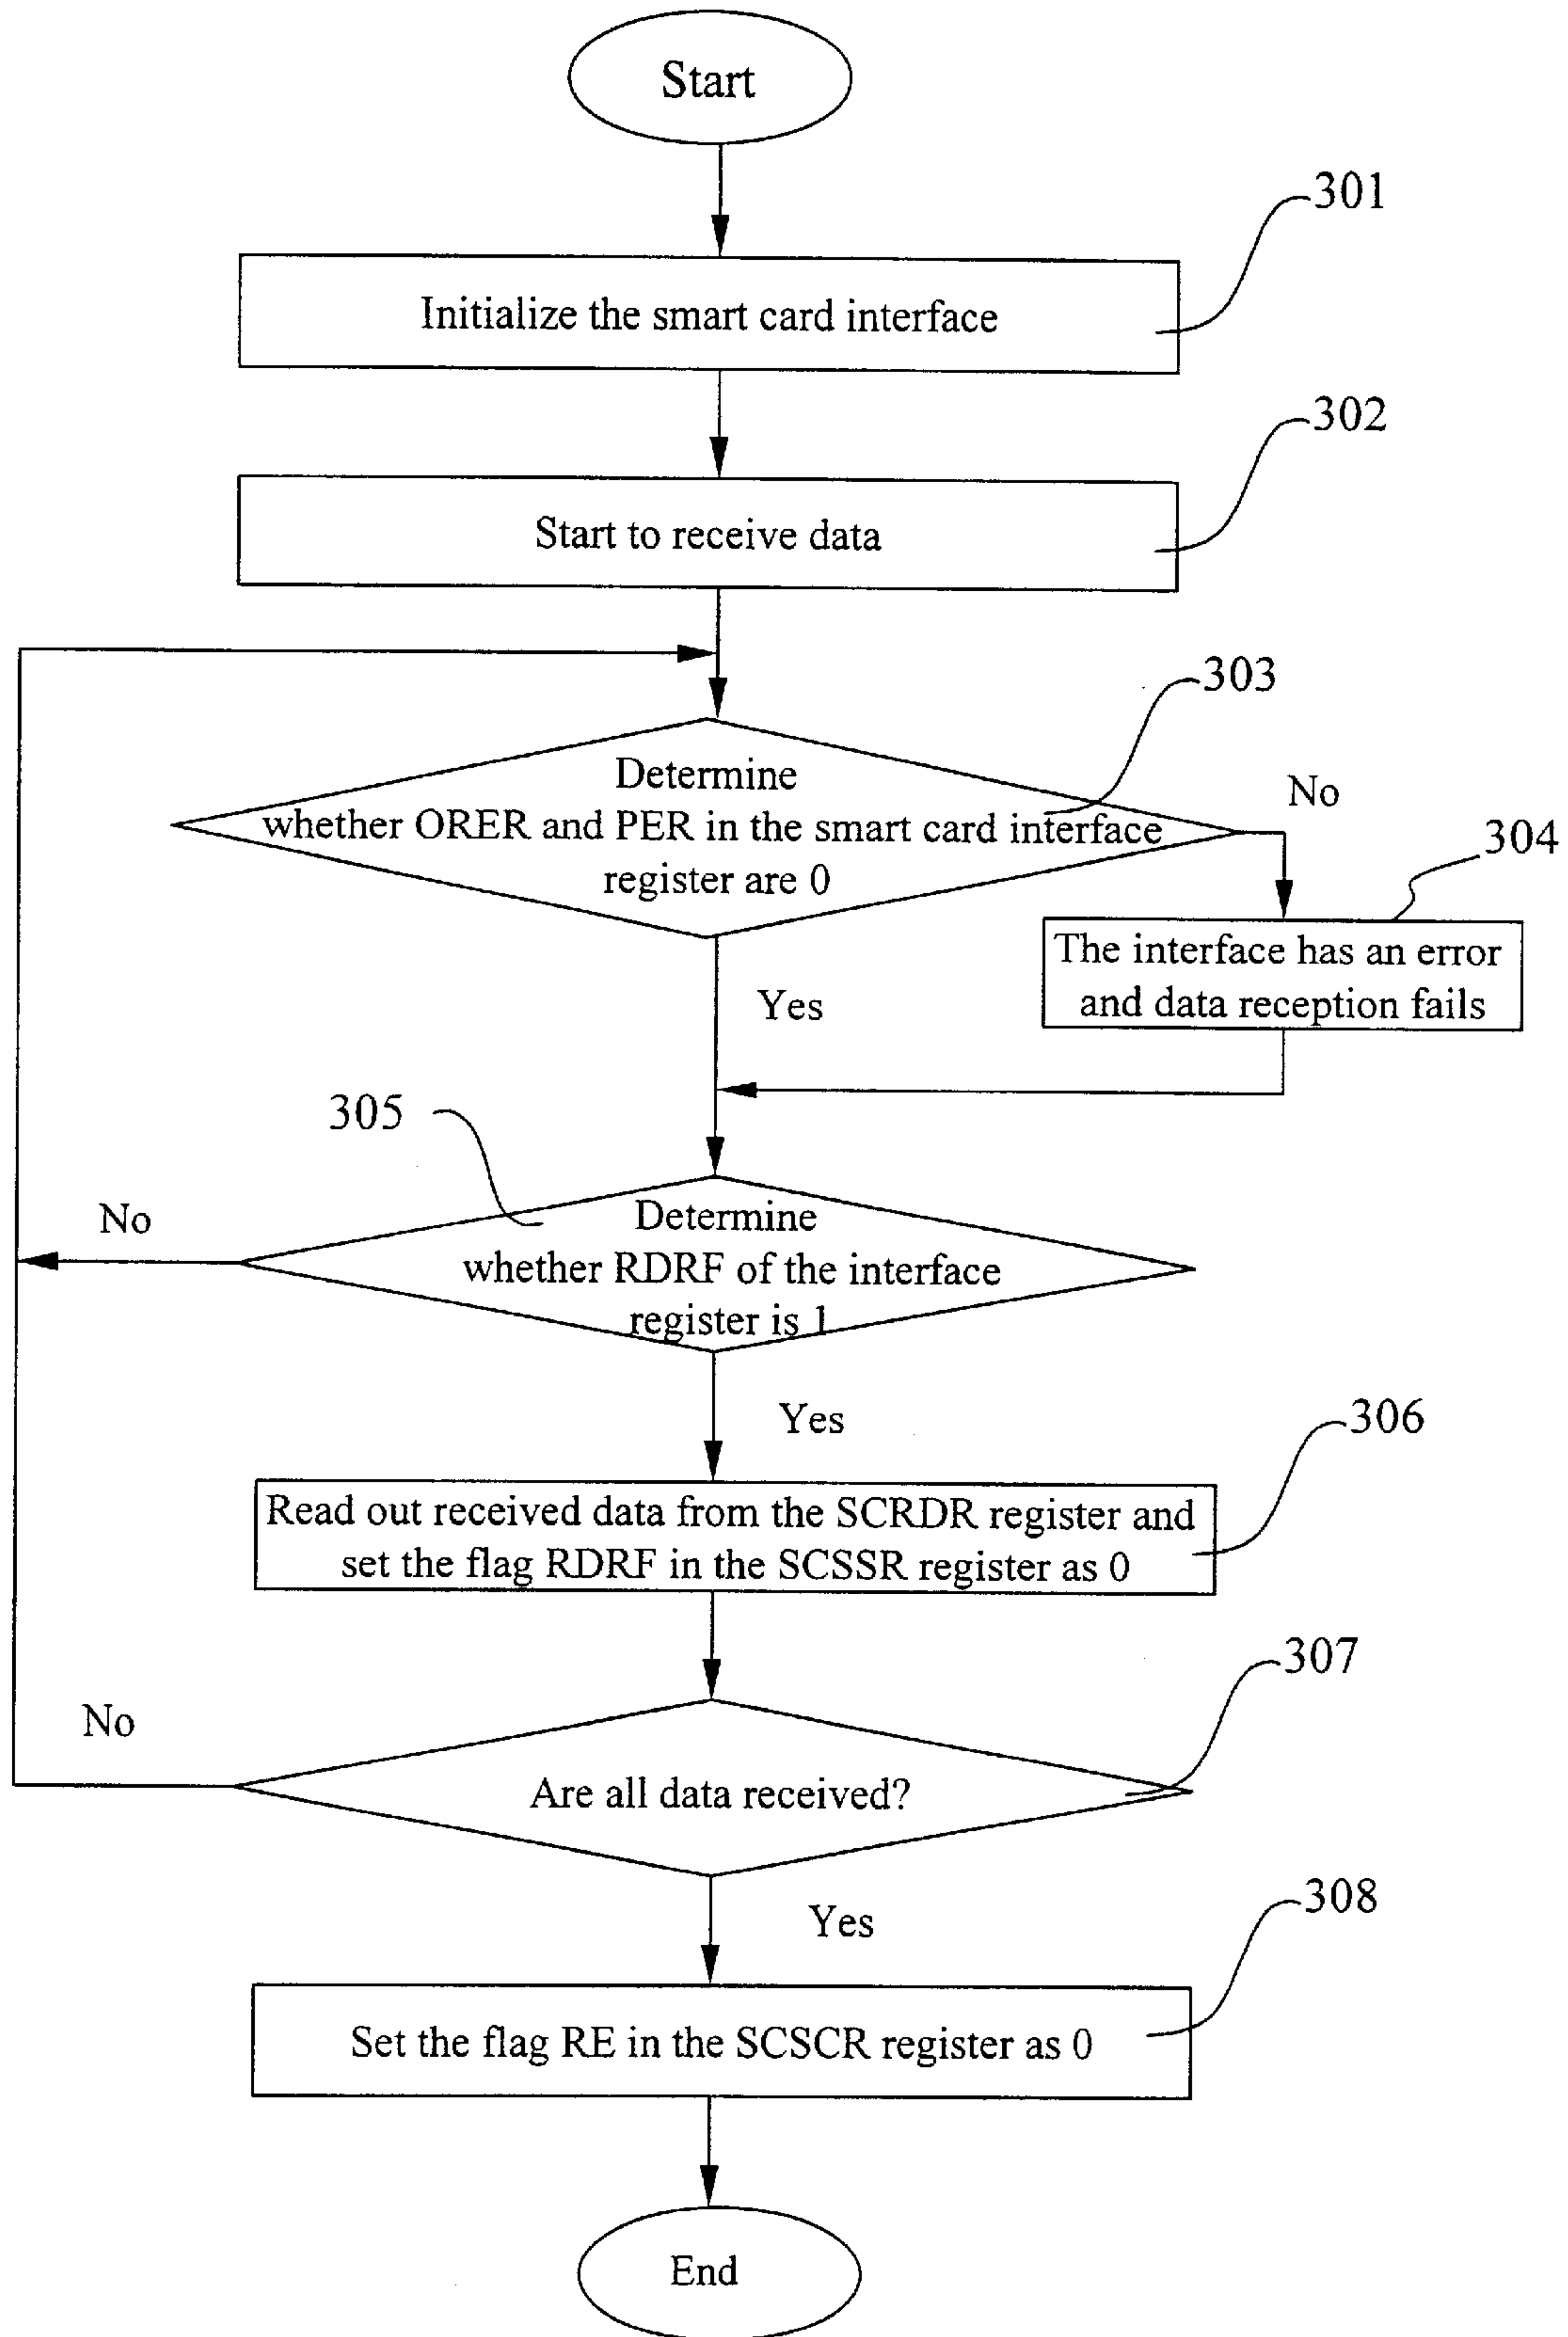 Start
301
Initialize the smart card interface
302
Start to receive data
303
Determine
whether ORER and PER in the smart card interface
register are 0
No
304
The interface has an error
and data reception fails
Yes
305
No
Determine
whether RDRF of the interface
register is 1
Yes
306
Read out received data from the SCRDR register and
set the flag RDRF in the SCSSR register as 0
307
No
Are all data received?
Yes
308
Set the flag RE in the SCSCR register as 0
End